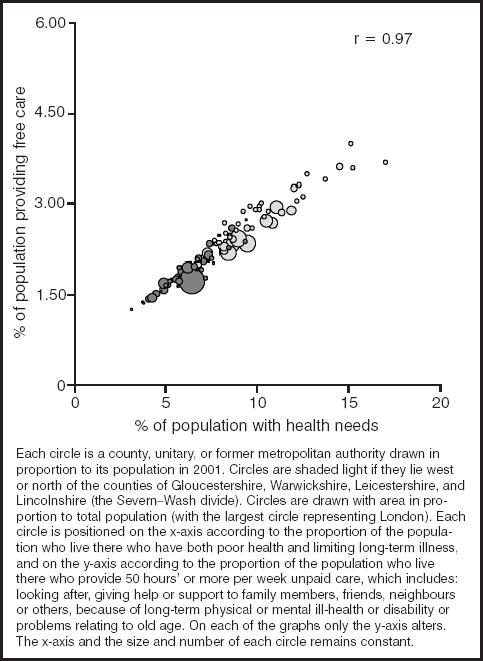 6.00
r = 0.97
4.50
% of population providing free care
3.00
1.50
0
0
5
10
15
20
% of population with health needs
Each circle is a county, unitary, or former metropolitan authority drawn in
proportion to its population in 2001. Circles are shaded light if they lie west
or north of the counties of Gloucestershire, Warwickshire, Leicestershire, and
Lincolnshire (the Severn–Wash divide). Circles are drawn with area in pro-
portion to total population (with the largest circle representing London). Each
circle is positioned on the x-axis according to the proportion of the popula-
tion who live there who have both poor health and limiting long-term illness,
and on the y-axis according to the proportion of the population who live
there who provide 50 hours' or more per week unpaid care, which includes:
looking after, giving help or support to family members, friends, neighbours
or others, because of long-term physical or mental ill-health or disability or
problems relating to old age. On each of the graphs only the y-axis alters.
The x-axis and the size and number of each circle remains constant.